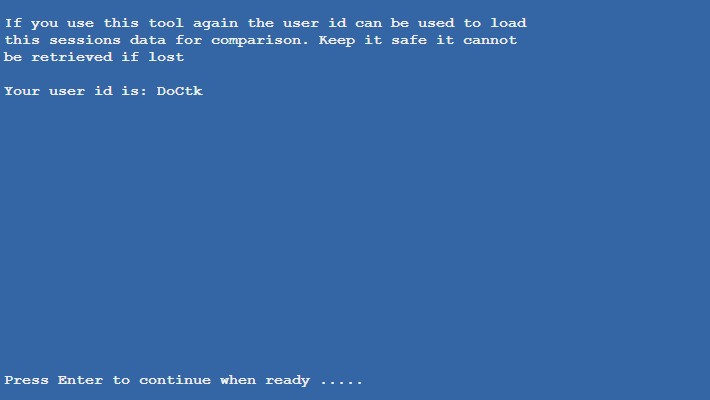 If you use this tool again the user id can be used to load
this sessions data for comparison. Keep it safe it cannot
be retrieved if lost
Your user id is: DoCtk
Press Enter to continue when ready .....